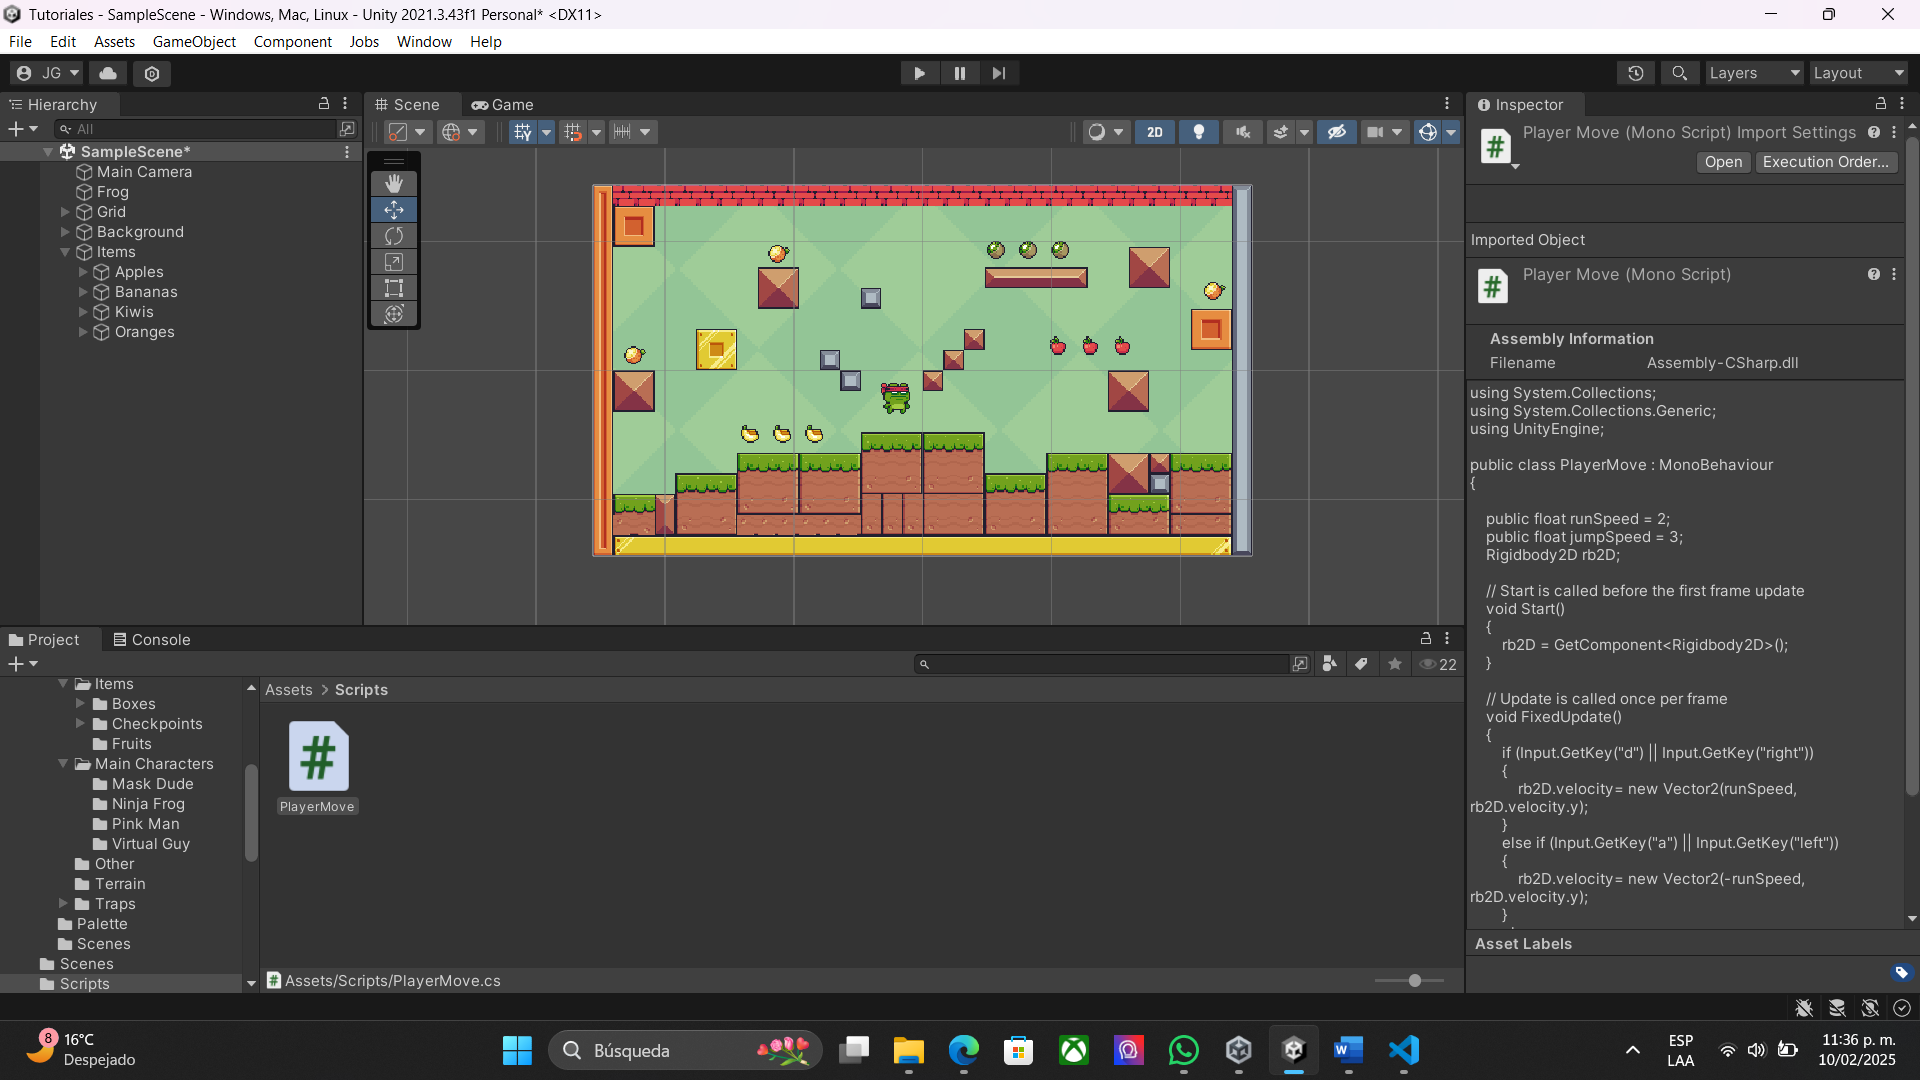 Tutoriales - SampleScene - Windows, Mac, Linux - Unity 2021.3.43f1 Personal* <DX11>
File Edit Assets GameObject Component Jobs Window Help
JG
Layers
Layout
Hierarchy
All
SampleScene*
Main Camera
Frog
Grid
Background
Items
Apples
Bananas
Kiwis
Oranges
Scene
Game
2D
Inspector
Player Move (Mono Script) Import Settings
Open
Execution Order...
Imported Object
Player Move (Mono Script)
Assembly Information
Filename Assembly-CSharp.dll
using System.Collections;
using System.Collections.Generic;
using UnityEngine;
public class PlayerMove : MonoBehaviour
{
public float runSpeed = 2;
public float jumpSpeed = 3;
Rigidbody2D rb2D;
// Start is called before the first frame update
void Start()
{
rb2D = GetComponent<Rigidbody2D>();
}
// Update is called once per frame
void FixedUpdate()
{
if (Input.GetKey("d") || Input.GetKey("right"))
{
rb2D.velocity= new Vector2(runSpeed,
rb2D.velocity.y);
}
else if (Input.GetKey("a") || Input.GetKey("left"))
{
rb2D.velocity= new Vector2(-runSpeed,
rb2D.velocity.y);
}
Asset Labels
Project
Console
22
Items
Boxes
Checkpoints
Fruits
Main Characters
Mask Dude
Ninja Frog
Pink Man
Virtual Guy
Other
Terrain
Traps
Palette
Scenes
Scenes
Scripts
Assets > Scripts
PlayerMove
Assets/Scripts/PlayerMove.cs
8
16°C
Despejado
Búsqueda
ESP
LAA
11:36 p. m.
10/02/2025